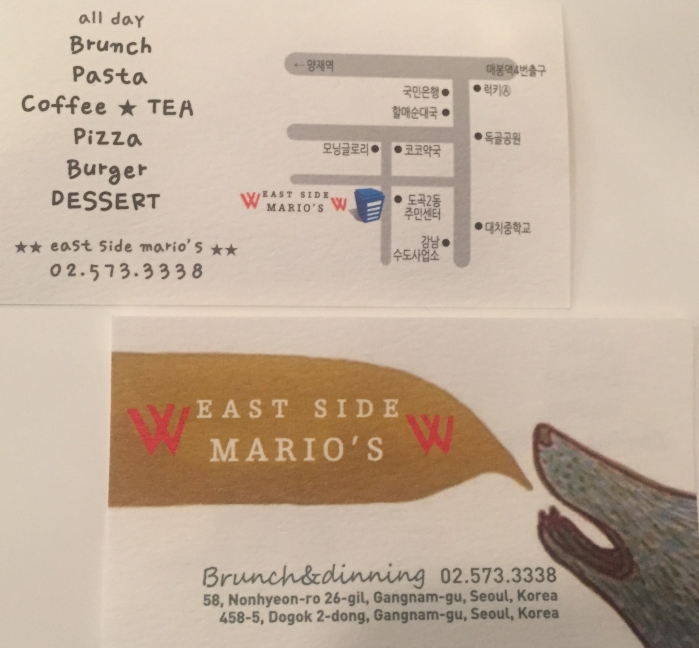 all day
Brunch
Pasta
Coffee ★ TEA
Pizza
Burger
DESSERT
★★ east side mario's ★★
02.573.3338
←양재역
매봉역4번출구
국민은행
럭키Ⓐ
할매순대국
독골공원
모닝글로리
코코약국
W EAST SIDE MARIO'S W
도곡2동
주민센터
대치중학교
강남
수도사업소
W EAST SIDE W
MARIO'S
Brunch&dinning 02.573.3338
58, Nonhyeon-ro 26-gil, Gangnam-gu, Seoul, Korea
458-5, Dogok 2-dong, Gangnam-gu, Seoul, Korea